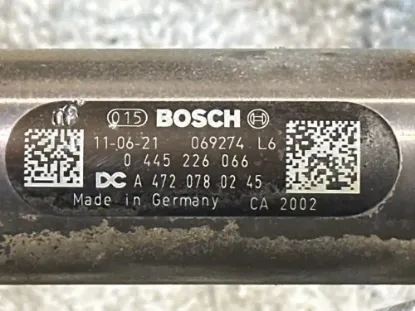 015 BOSCH
11-06-21 069274 L6
0 445 226 066
DC A 472 078 02 45
Made in Germany CA 2002